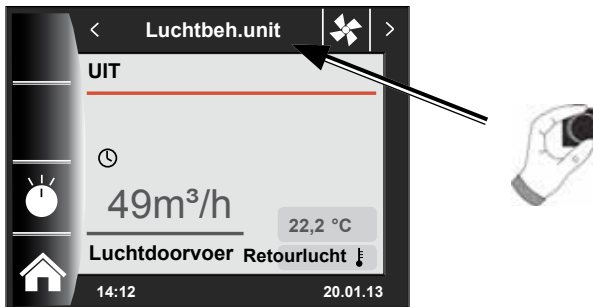 Luchtbeh.unit
UIT
49m³/h
22,2 °C
Luchtdoorvoer Retourlucht
14:12 20.01.13